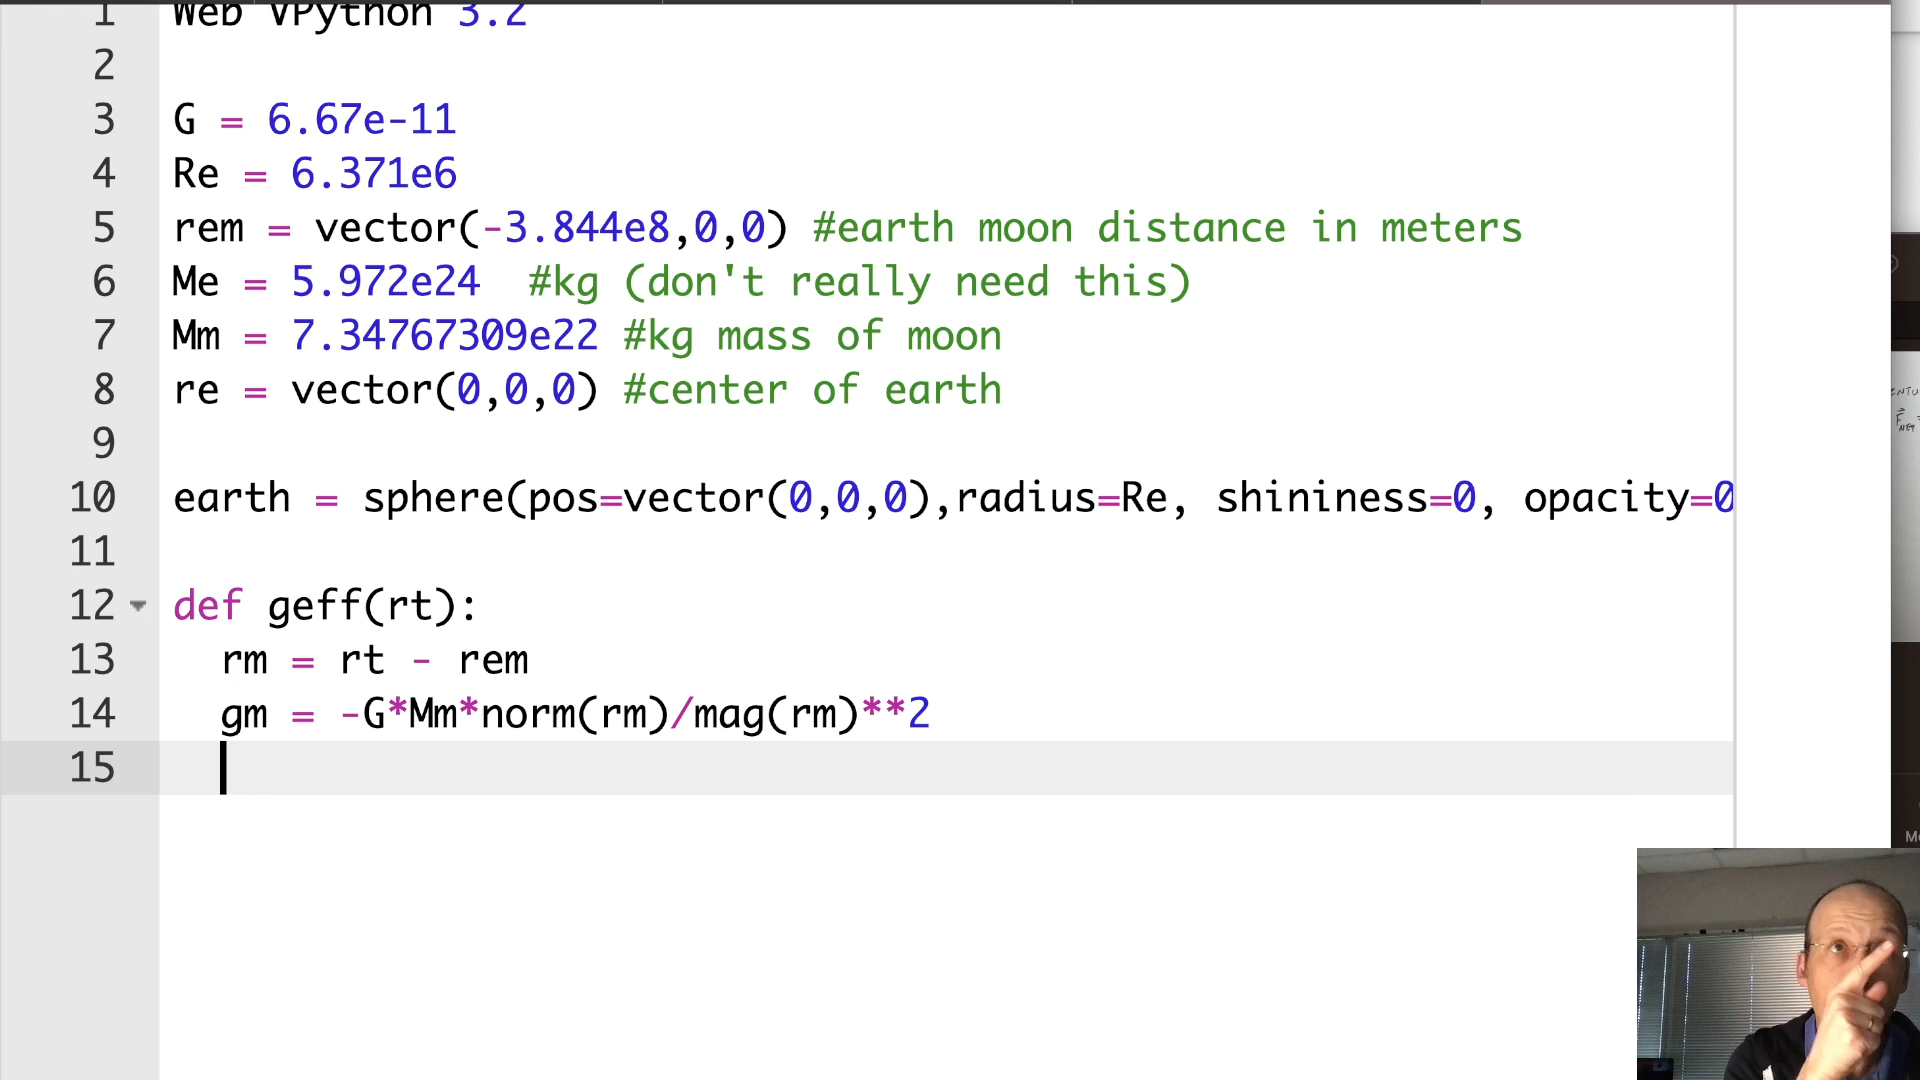 1 Web VPython 3.2
2
3 G = 6.67e-11
4 Re = 6.371e6
5 rem = vector(-3.844e8,0,0) #earth moon distance in meters
6 Me = 5.972e24  #kg (don't really need this)
7 Mm = 7.34767309e22 #kg mass of moon
8 re = vector(0,0,0) #center of earth
9
10 earth = sphere(pos=vector(0,0,0),radius=Re, shininess=0, opacity=0
11
12 def geff(rt):
13   rm = rt - rem
14   gm = -G*Mm*norm(rm)/mag(rm)**2
15